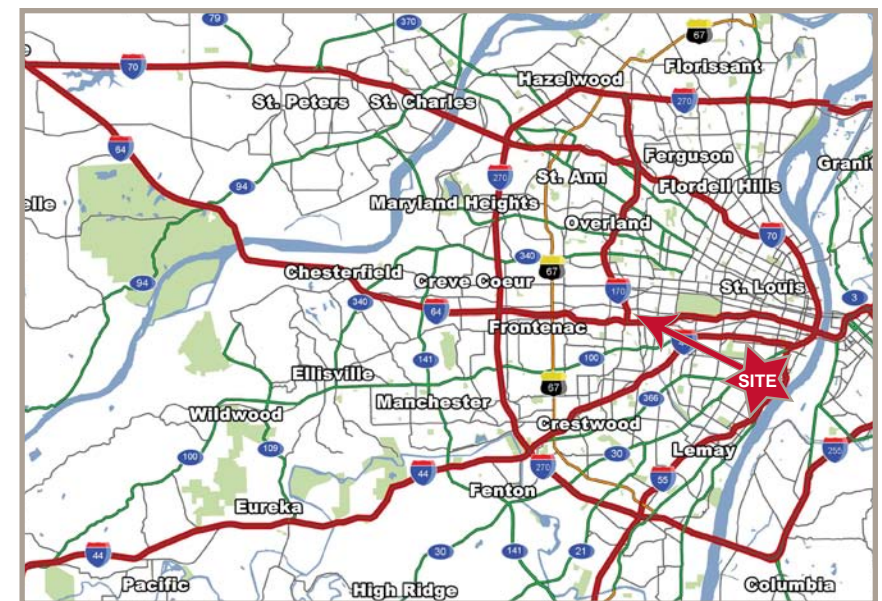 79
370
67
70
Hazelwood
Florissant
St. Peters
St. Charles
270
64
Ferguson
270
St. Ann
Flordell Hills
94
elle
Maryland Heights
Overland
70
340
67
Chesterfield
Creve Coeur
94
170
St. Louis
340
64
3
Frontenac
141
100
Ellisville
67
SITE
Manchester
366
Wildwood
Crestwood
109
100
30
Lemay
255
44
270
55
Fenton
Eureka
44
30
141
21
Pacific
High Ridge
Columbia